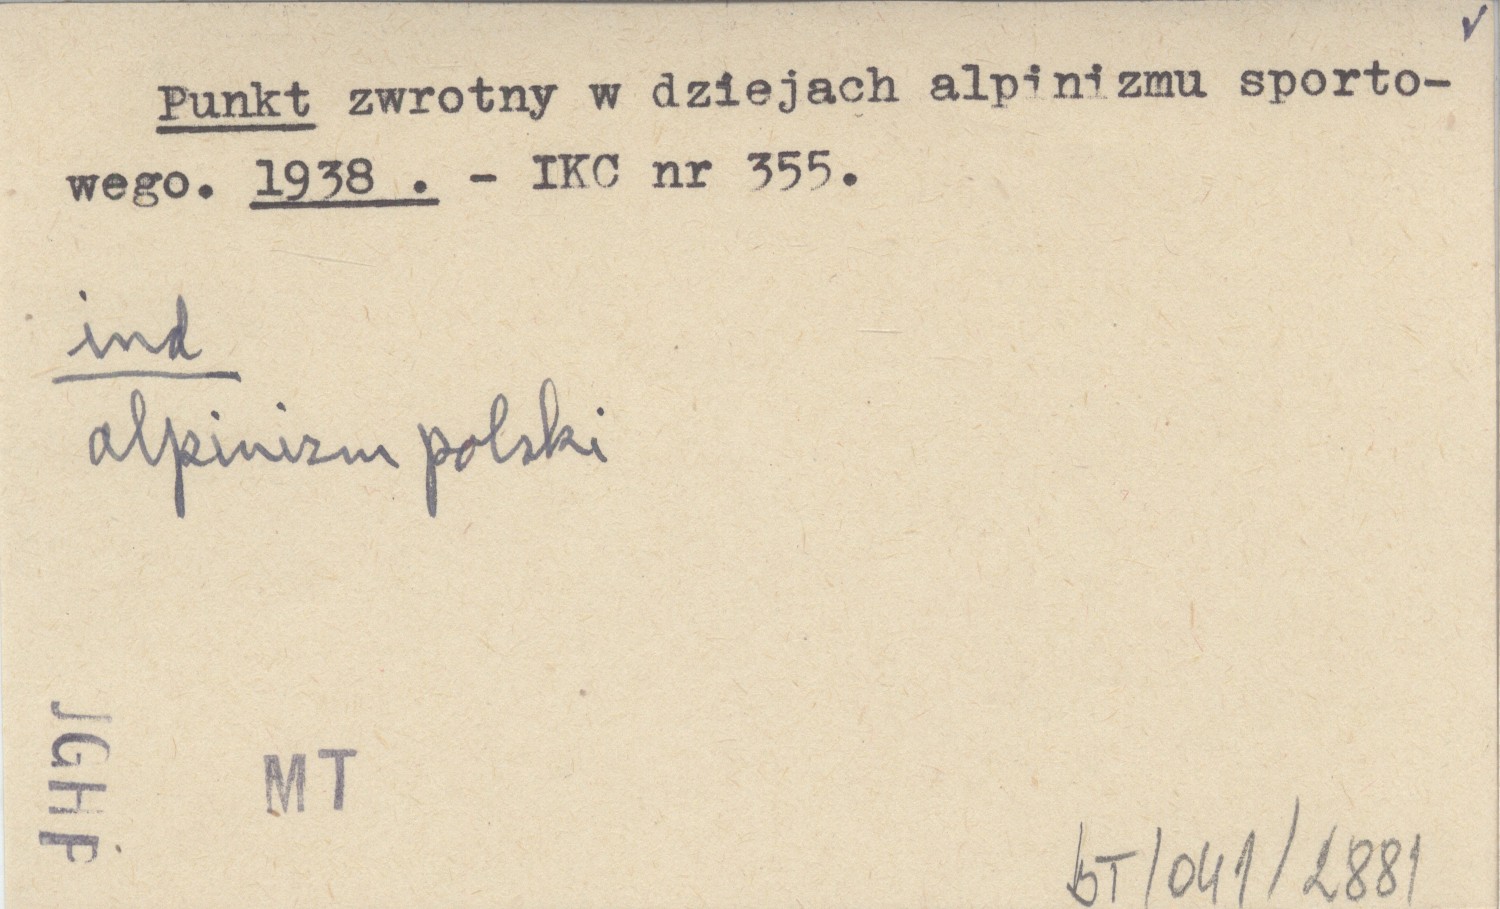 Punkt zwrotny w dziejach alpinizmu sporto-
wego. 1938 . - IKC nr 355.
ind
alpinizm polski
JGHF
MT
bT/041/2881